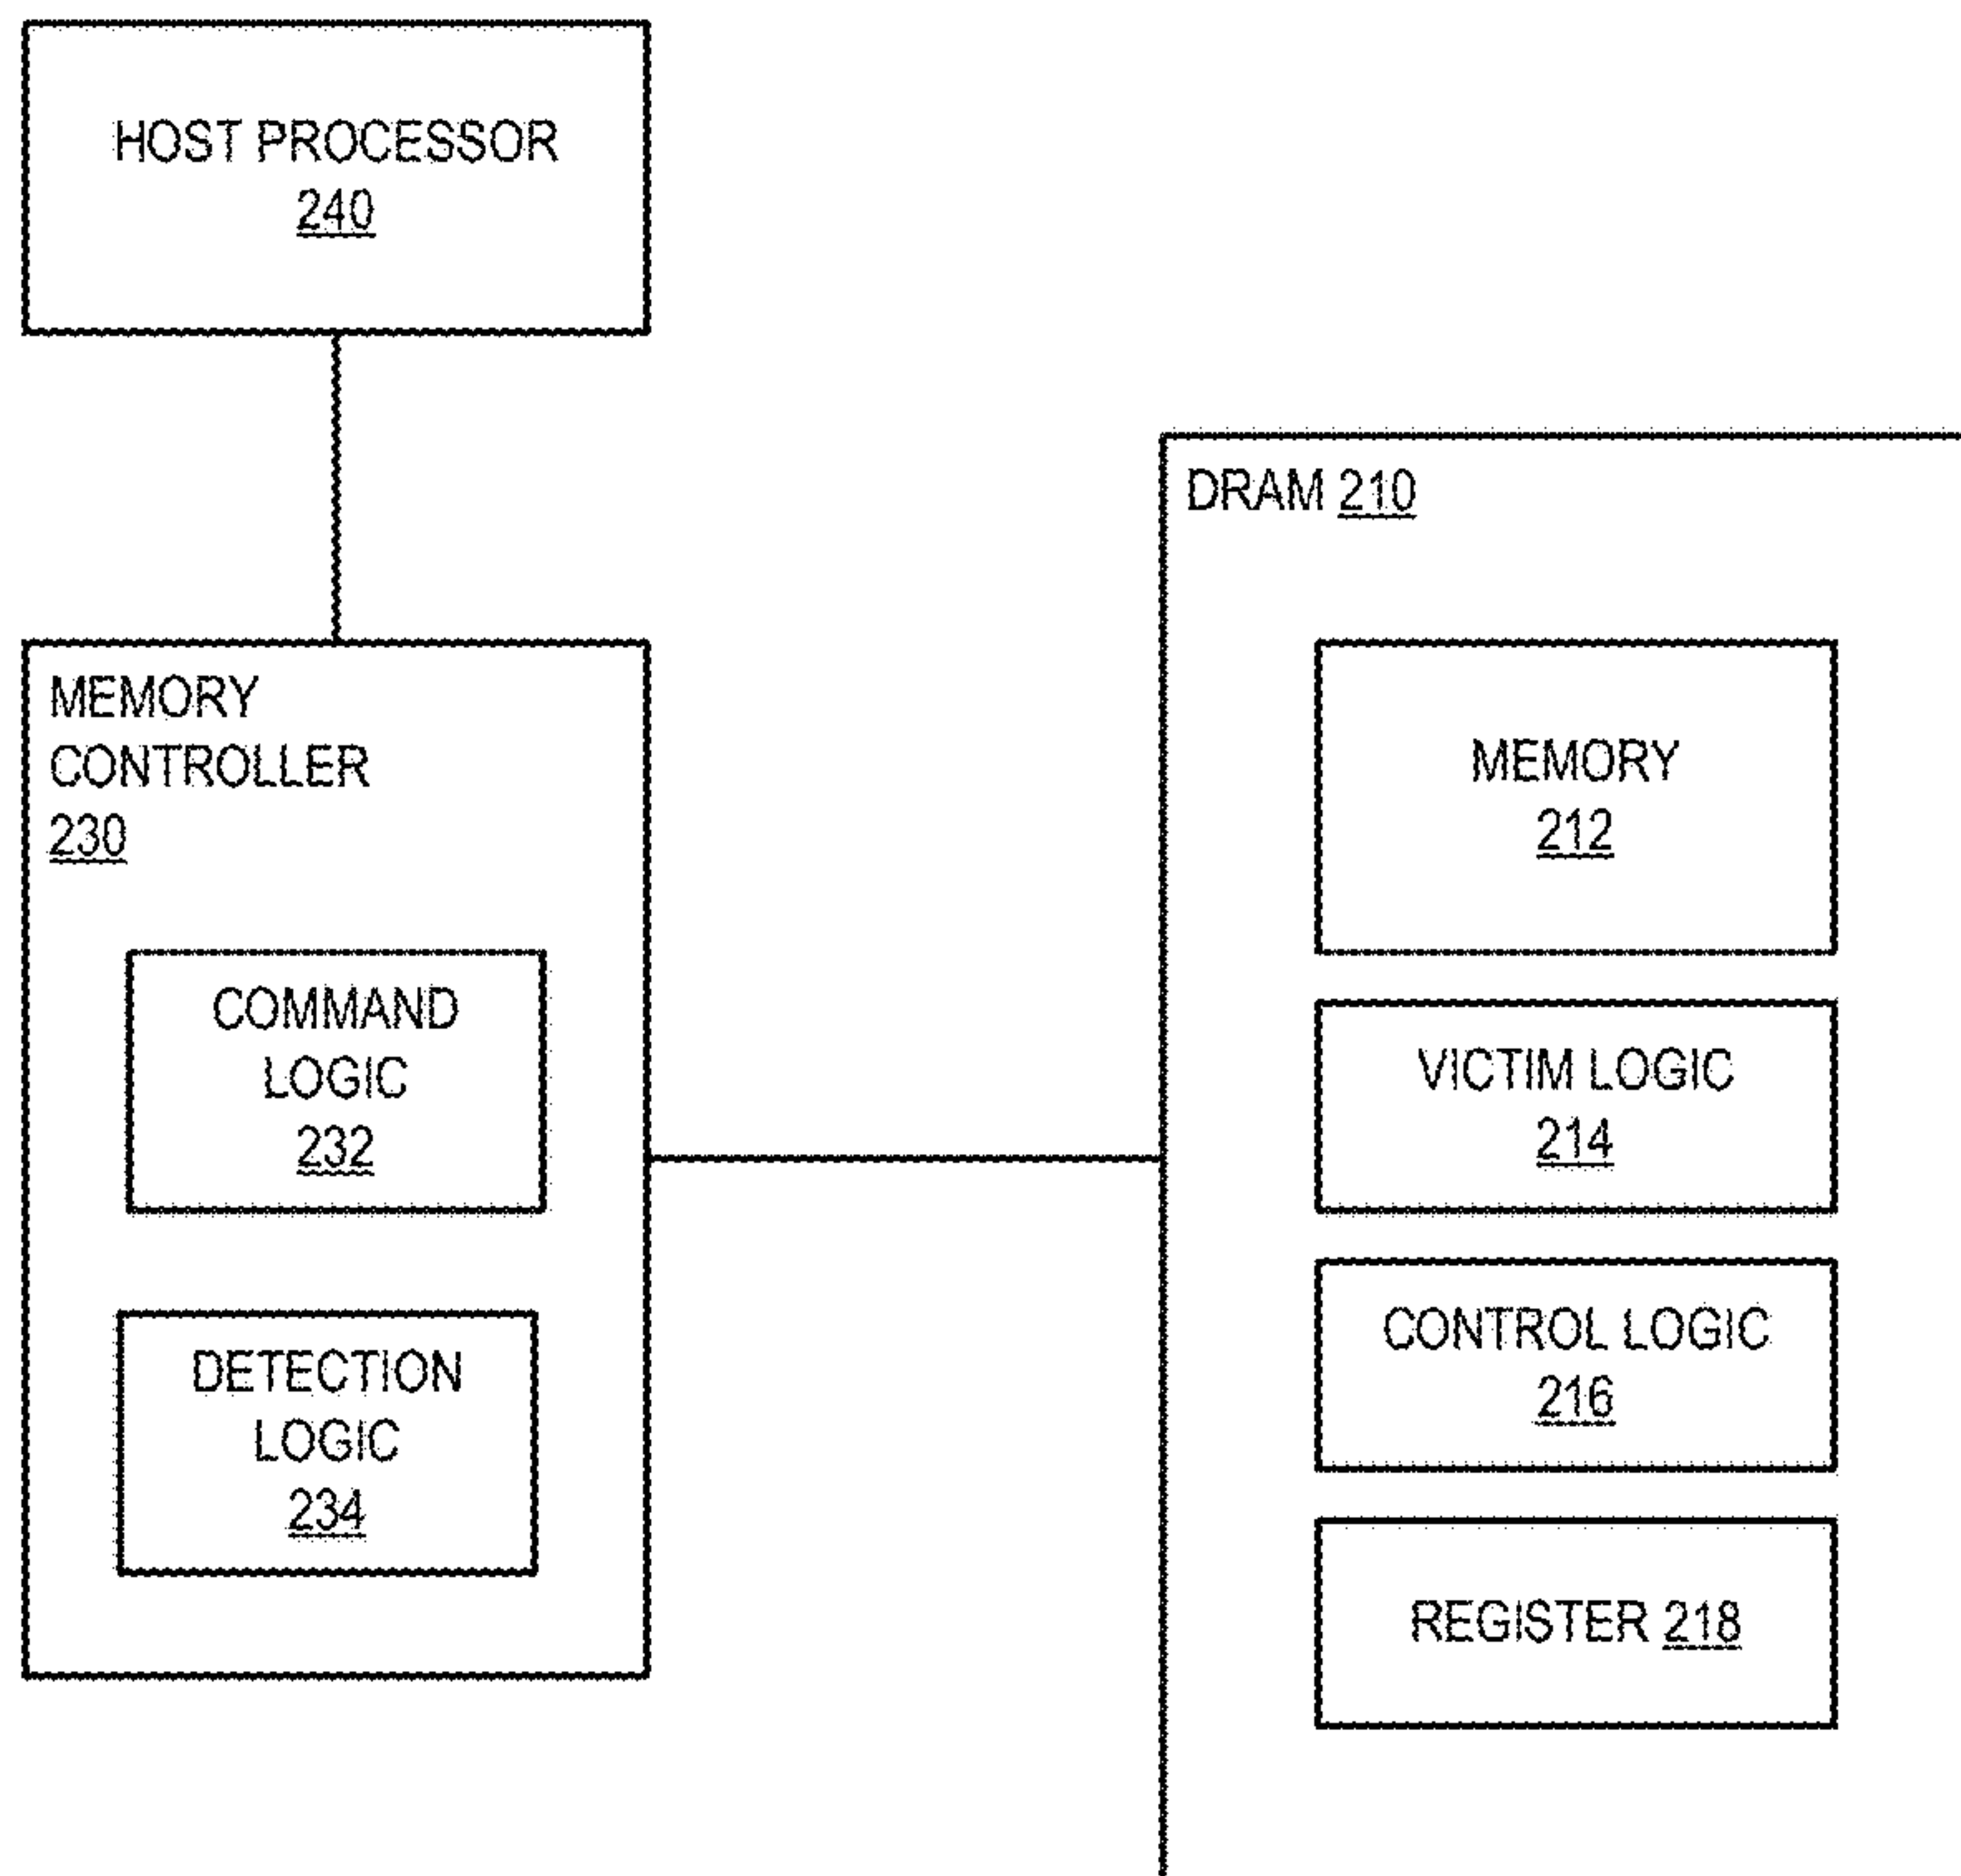 HOST PROCESSOR
240
MEMORY
CONTROLLER
230
COMMAND
LOGIC
232
DETECTION
LOGIC
234
DRAM 210
MEMORY
212
VICTIM LOGIC
214
CONTROL LOGIC
216
REGISTER 218